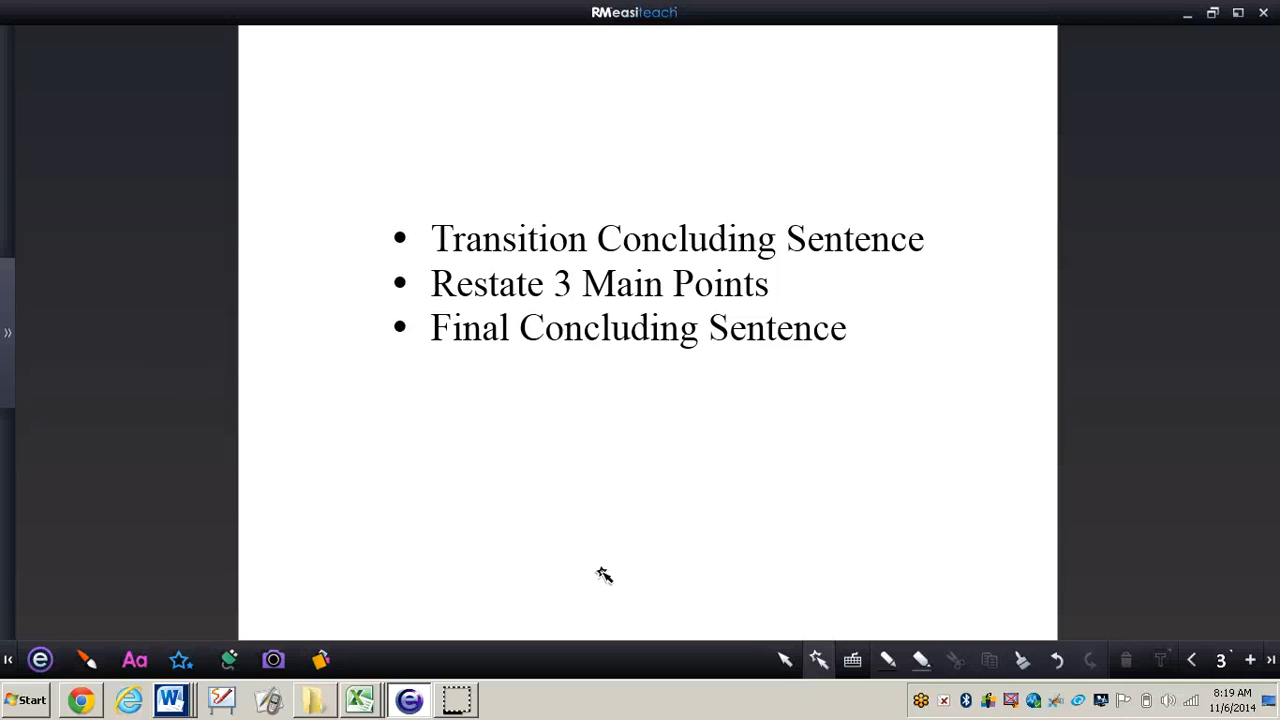 RMeasiteach
• Transition Concluding Sentence
• Restate 3 Main Points
• Final Concluding Sentence
Aa
3
Start
8:19 AM
11/6/2014